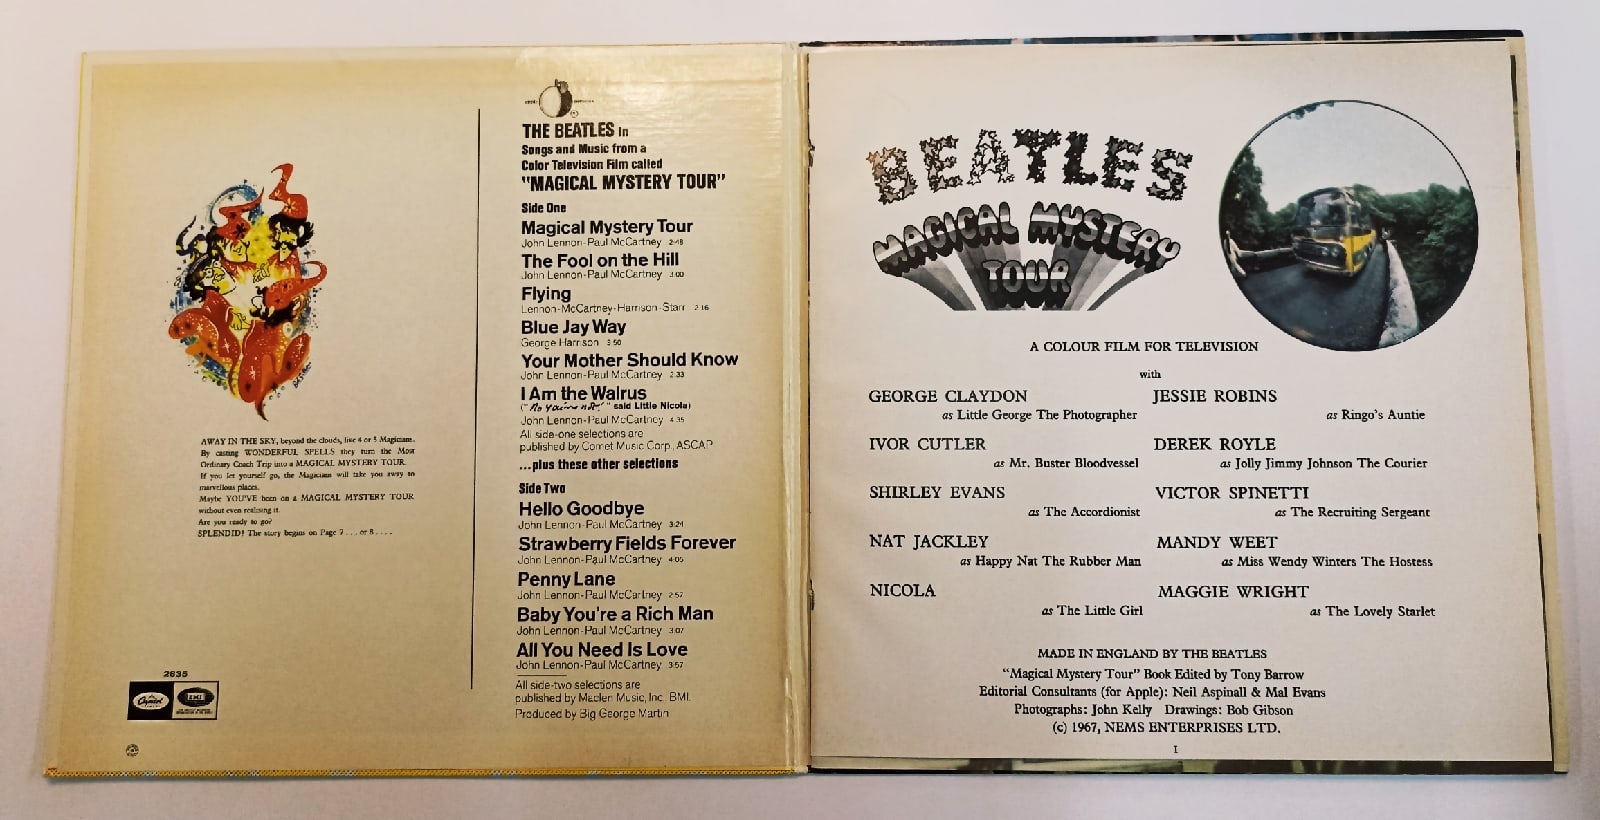 AWAY IN THE SKY, beyond the clouds, live 4 or 5 Magicians.
By casting WONDERFUL SPELLS they turn the Most
Ordinary Coach Trip into a MAGICAL MYSTERY TOUR.
If you let yourself go, the Magicians will take you away to
marvellous places.
Maybe YOU'VE been on a MAGICAL MYSTERY TOUR
without even realising it.
Are you ready to go?
SPLENDID! The story begins on Page 7 . . . or 8 . . . .
2835
Capitol
EMI
THE BEATLES in
Songs and Music from a
Color Television Film called
"MAGICAL MYSTERY TOUR"
Side One
Magical Mystery Tour
John Lennon-Paul McCartney 2:48
The Fool on the Hill
John Lennon-Paul McCartney 3:00
Flying
Lennon-McCartney-Harrison-Starr 2:16
Blue Jay Way
George Harrison 3:50
Your Mother Should Know
John Lennon-Paul McCartney 2:33
I Am the Walrus
("No you're not!" said Little Nicola)
John Lennon-Paul McCartney 4:35
All side-one selections are
published by Comet Music Corp., ASCAP
...plus these other selections
Side Two
Hello Goodbye
John Lennon-Paul McCartney 3:24
Strawberry Fields Forever
John Lennon-Paul McCartney 4:05
Penny Lane
John Lennon-Paul McCartney 2:57
Baby You're a Rich Man
John Lennon-Paul McCartney 3:07
All You Need Is Love
John Lennon-Paul McCartney 3:57
All side-two selections are
published by Maclen Music, Inc. BMI.
Produced by Big George Martin
BEATLES
MAGICAL MYSTERY
TOUR
A COLOUR FILM FOR TELEVISION
with
GEORGE CLAYDON JESSIE ROBINS
as Little George The Photographer as Ringo's Auntie
IVOR CUTLER DEREK ROYLE
as Mr. Buster Bloodvessel as Jolly Jimmy Johnson The Courier
SHIRLEY EVANS VICTOR SPINETTI
as The Accordionist as The Recruiting Sergeant
NAT JACKLEY MANDY WEET
as Happy Nat The Rubber Man as Miss Wendy Winters The Hostess
NICOLA MAGGIE WRIGHT
as The Little Girl as The Lovely Starlet
MADE IN ENGLAND BY THE BEATLES
"Magical Mystery Tour" Book Edited by Tony Barrow
Editorial Consultants (for Apple): Neil Aspinall & Mal Evans
Photographs: John Kelly Drawings: Bob Gibson
(c) 1967, NEMS ENTERPRISES LTD.
1